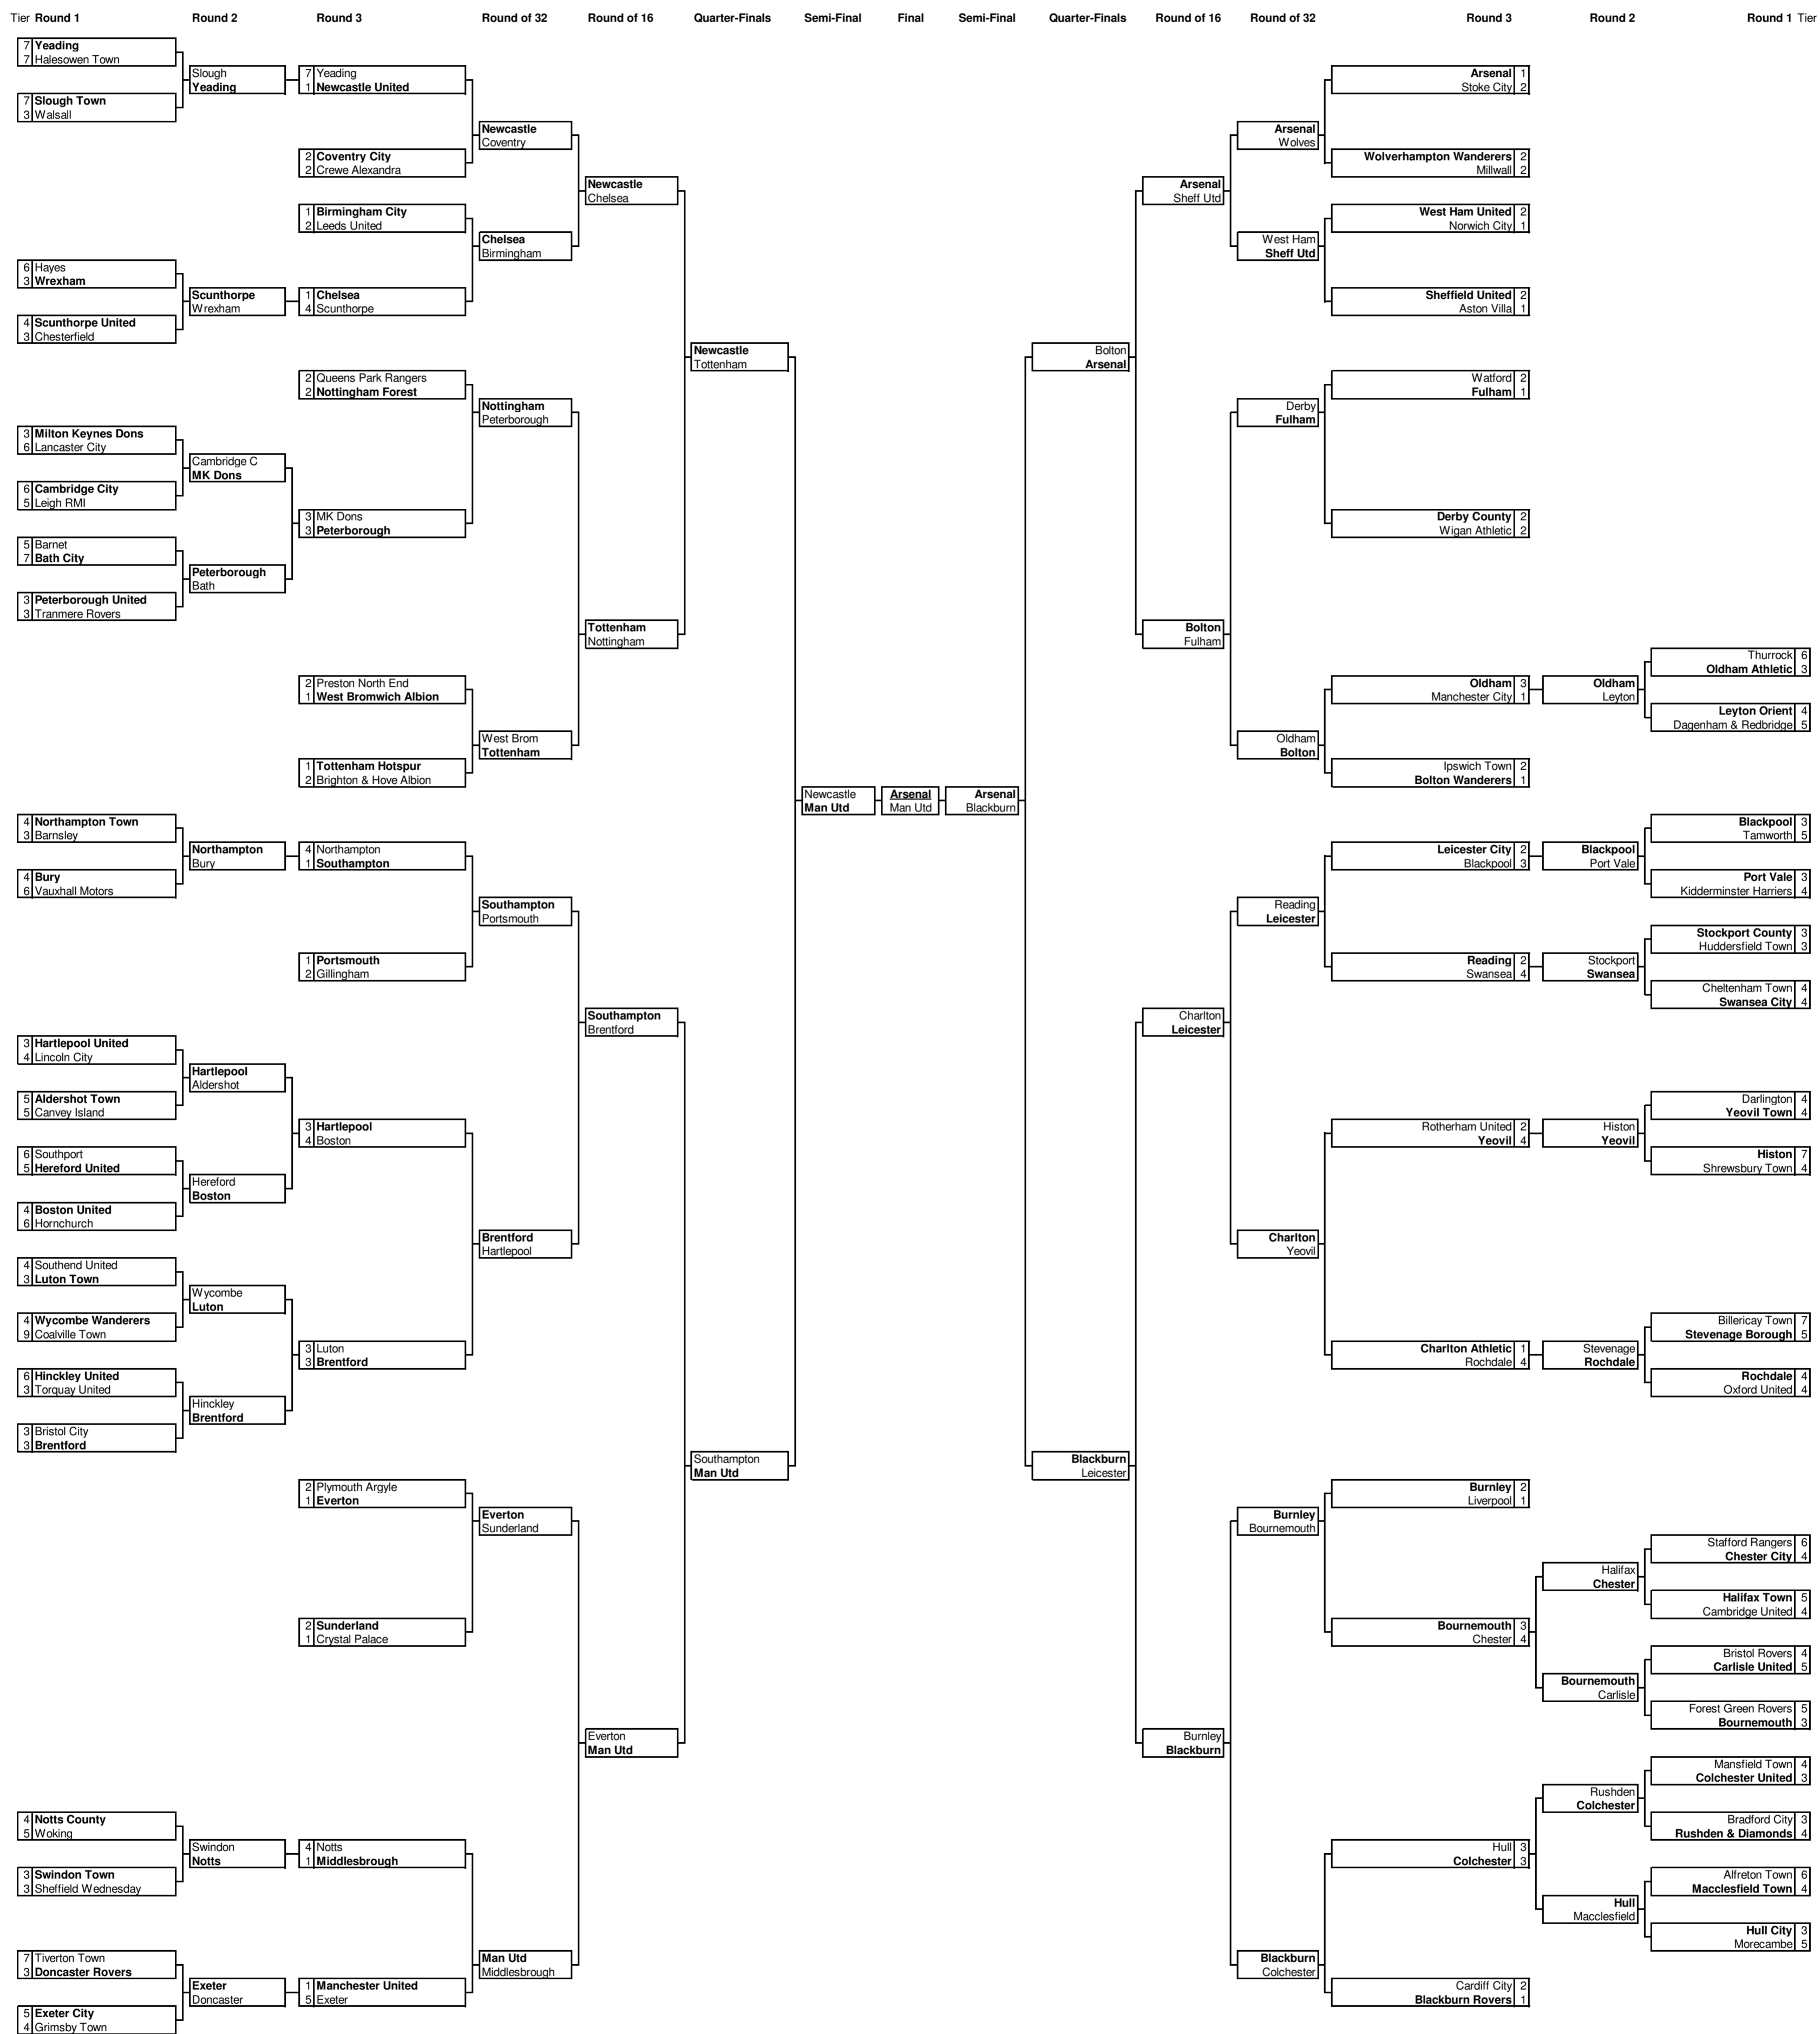 Tier Round 1 Round 2 Round 3 Round of 32 Round of 16 Quarter-Finals Semi-Final Final Semi-Final Quarter-Finals Round of 16 Round of 32 Round 3 Round 2 Round 1 Tier
7 Yeading
7 Halesowen Town
7 Slough Town
3 Walsall
6 Hayes
3 Wrexham
4 Scunthorpe United
3 Chesterfield
3 Milton Keynes Dons
6 Lancaster City
6 Cambridge City
5 Leigh RMI
5 Barnet
7 Bath City
3 Peterborough United
3 Tranmere Rovers
4 Northampton Town
3 Barnsley
4 Bury
6 Vauxhall Motors
3 Hartlepool United
4 Lincoln City
5 Aldershot Town
5 Canvey Island
6 Southport
5 Hereford United
4 Boston United
6 Hornchurch
4 Southend United
3 Luton Town
4 Wycombe Wanderers
9 Coalville Town
6 Hinckley United
3 Torquay United
3 Bristol City
3 Brentford
4 Notts County
5 Woking
3 Swindon Town
3 Sheffield Wednesday
7 Tiverton Town
3 Doncaster Rovers
5 Exeter City
4 Grimsby Town
Slough
Yeading
Scunthorpe
Wrexham
Cambridge C
MK Dons
Peterborough
Bath
Northampton
Bury
Hartlepool
Aldershot
Hereford
Boston
Wycombe
Luton
Hinckley
Brentford
Swindon
Notts
Exeter
Doncaster
7 Yeading
1 Newcastle United
2 Coventry City
2 Crewe Alexandra
1 Birmingham City
2 Leeds United
1 Chelsea
4 Scunthorpe
2 Queens Park Rangers
2 Nottingham Forest
3 MK Dons
3 Peterborough
2 Preston North End
1 West Bromwich Albion
1 Tottenham Hotspur
2 Brighton & Hove Albion
4 Northampton
1 Southampton
1 Portsmouth
2 Gillingham
3 Hartlepool
4 Boston
3 Luton
3 Brentford
2 Plymouth Argyle
1 Everton
2 Sunderland
1 Crystal Palace
4 Notts
1 Middlesbrough
1 Manchester United
5 Exeter
Newcastle
Coventry
Chelsea
Birmingham
Nottingham
Peterborough
West Brom
Tottenham
Southampton
Portsmouth
Brentford
Hartlepool
Everton
Sunderland
Man Utd
Middlesbrough
Newcastle
Chelsea
Tottenham
Nottingham
Southampton
Brentford
Everton
Man Utd
Newcastle
Tottenham
Southampton
Man Utd
Newcastle
Man Utd
Arsenal
Man Utd
Arsenal
Blackburn
Bolton
Arsenal
Blackburn
Leicester
Arsenal
Sheff Utd
Bolton
Fulham
Charlton
Leicester
Burnley
Blackburn
Arsenal
Wolves
West Ham
Sheff Utd
Derby
Fulham
Oldham
Bolton
Reading
Leicester
Charlton
Yeovil
Burnley
Bournemouth
Blackburn
Colchester
Arsenal 1
Stoke City 2
Wolverhampton Wanderers 2
Millwall 2
West Ham United 2
Norwich City 1
Sheffield United 2
Aston Villa 1
Watford 2
Fulham 1
Derby County 2
Wigan Athletic 2
Oldham 3
Manchester City 1
Ipswich Town 2
Bolton Wanderers 1
Leicester City 2
Blackpool 3
Reading 2
Swansea 4
Rotherham United 2
Yeovil 4
Charlton Athletic 1
Rochdale 4
Burnley 2
Liverpool 1
Bournemouth 3
Chester 4
Hull 3
Colchester 3
Cardiff City 2
Blackburn Rovers 1
Oldham
Leyton
Blackpool
Port Vale
Stockport
Swansea
Histon
Yeovil
Stevenage
Rochdale
Halifax
Chester
Bournemouth
Carlisle
Rushden
Colchester
Hull
Macclesfield
Thurrock 6
Oldham Athletic 3
Leyton Orient 4
Dagenham & Redbridge 5
Blackpool 3
Tamworth 5
Port Vale 3
Kidderminster Harriers 4
Stockport County 3
Huddersfield Town 3
Cheltenham Town 4
Swansea City 4
Darlington 4
Yeovil Town 4
Histon 7
Shrewsbury Town 4
Billericay Town 7
Stevenage Borough 5
Rochdale 4
Oxford United 4
Stafford Rangers 6
Chester City 4
Halifax Town 5
Cambridge United 4
Bristol Rovers 4
Carlisle United 5
Forest Green Rovers 5
Bournemouth 3
Mansfield Town 4
Colchester United 3
Bradford City 3
Rushden & Diamonds 4
Alfreton Town 6
Macclesfield Town 4
Hull City 3
Morecambe 5